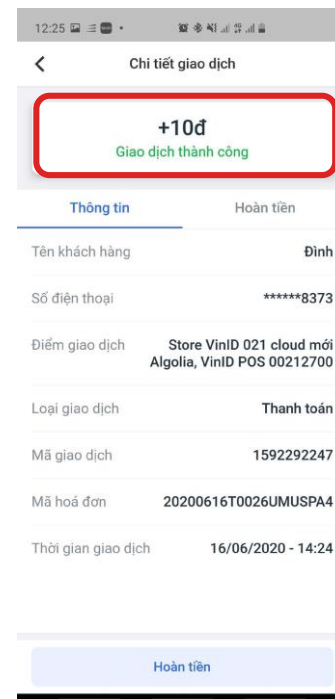 12:25
Chi tiết giao dịch
+10đ
Giao dịch thành công
Thông tin
Hoàn tiền
Tên khách hàng
Đình
Số điện thoại
******8373
Điểm giao dịch
Store VinID 021 cloud mới
Algolia, VinID POS 00212700
Loại giao dịch
Thanh toán
Mã giao dịch
1592292247
Mã hoá đơn
20200616T0026UMUSPA4
Thời gian giao dịch
16/06/2020 - 14:24
Hoàn tiền